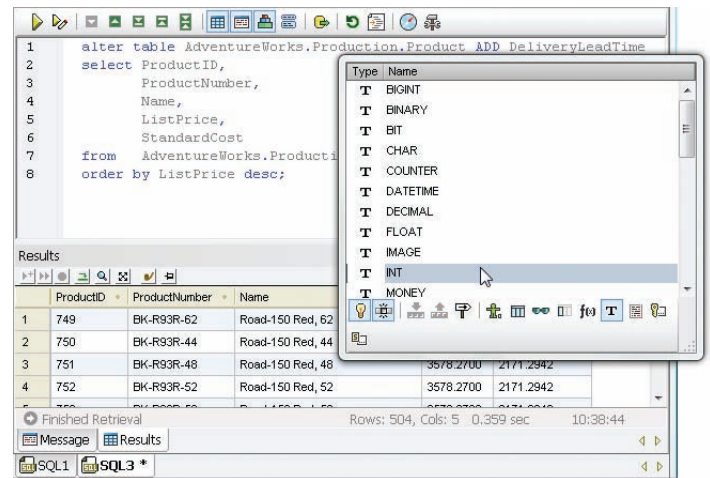 1 alter table AdventureWorks.Production.Product ADD DeliveryLeadTime
2 select ProductID,
3 ProductNumber,
4 Name,
5 ListPrice,
6 StandardCost
7 from AdventureWorks.Producti
8 order by ListPrice desc;
Type Name
T BIGINT
T BINARY
T BIT
T CHAR
T COUNTER
T DATETIME
T DECIMAL
T FLOAT
T IMAGE
T INT
T MONEY
f(x) T
Results
ProductID ProductNumber Name
1 749 BK-R93R-62 Road-150 Red, 62
2 750 BK-R93R-44 Road-150 Red, 44
3 751 BK-R93R-48 Road-150 Red, 48 3578.2700 2171.2942
4 752 BK-R93R-52 Road-150 Red, 52 3578.2700 2171.2942
Finished Retrieval Rows: 504, Cols: 5 0.359 sec 10:38:44
Message Results
SQL1 SQL3 *